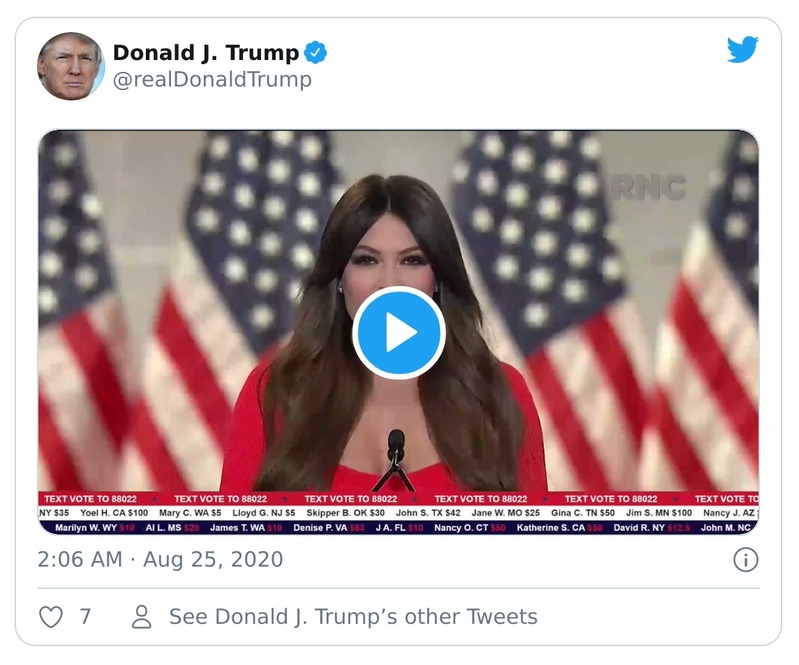 Donald J. Trump
@realDonaldTrump
RNC
TEXT VOTE TO 88022 TEXT VOTE TO 88022 TEXT VOTE TO 88022 TEXT VOTE TO 88022 TEXT VOTE TO 88022 TEXT VOTE TO
NY $35 Yoel H. CA $100 Mary C. WA $5 Lloyd G. NJ $5 Skipper B. OK $30 John S. TX $42 Jane W. MO $25 Gina C. TN $50 Jim S. MN $100 Nancy J. AZ
Marilyn W. WY $10 Al L. MS $20 James T. WA $10 Denise P. VA $63 J A. FL $10 Nancy O. CT $50 Katherine S. CA $50 David R. NY $12.5 John M. NC
2:06 AM · Aug 25, 2020
7 See Donald J. Trump’s other Tweets